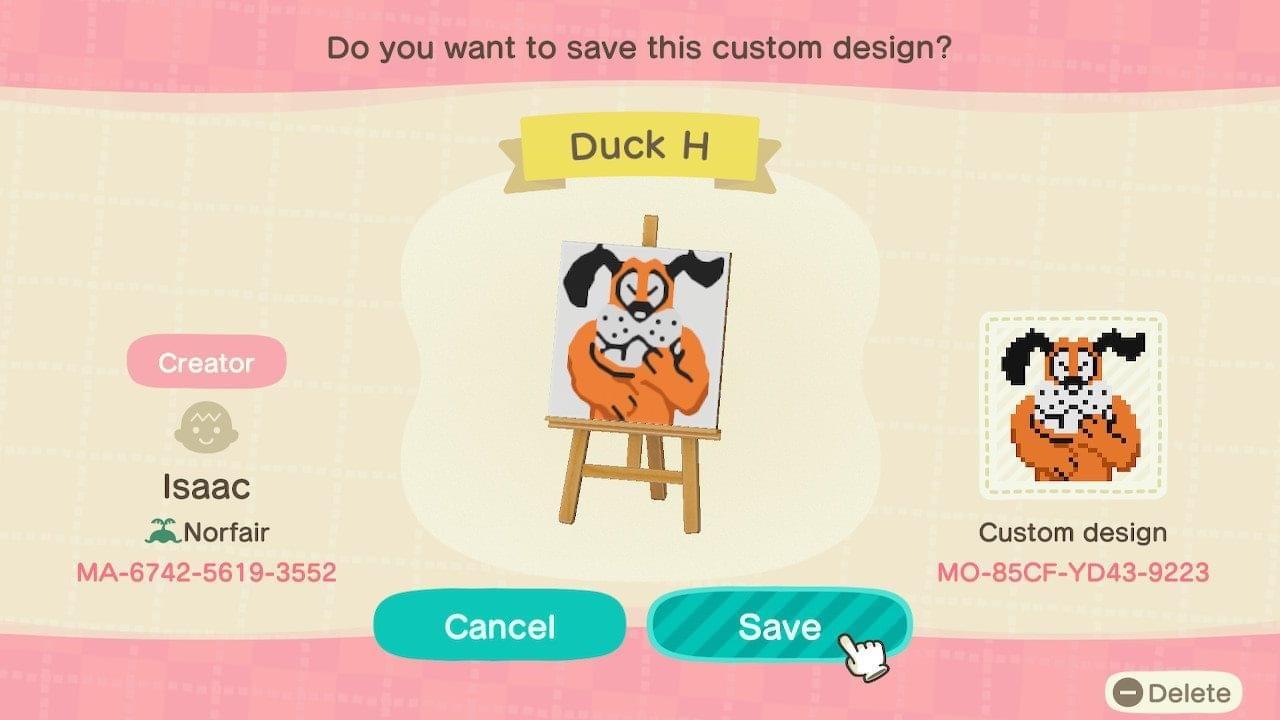 Do you want to save this custom design?
Duck H
Creator
Isaac
Norfair
MA-6742-5619-3552
Custom design
MO-85CF-YD43-9223
Cancel
Save
Delete